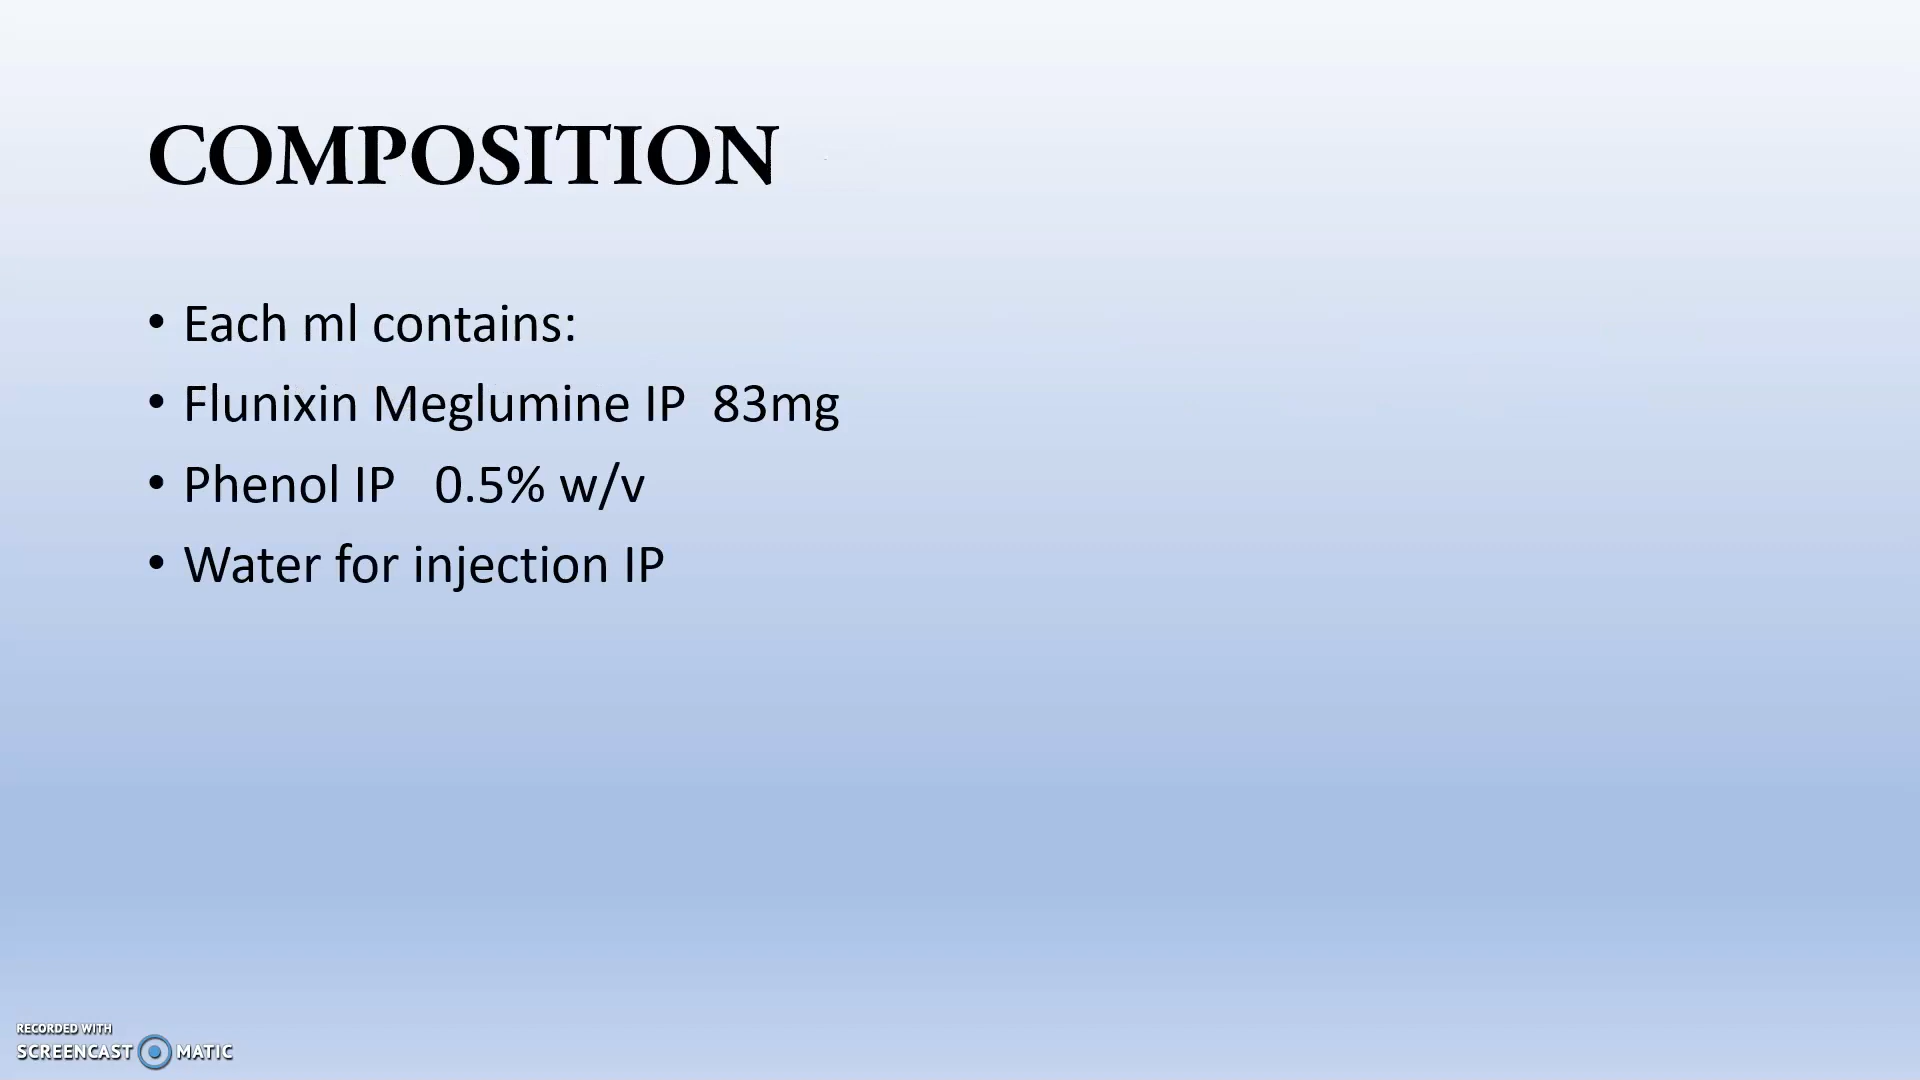 COMPOSITION
• Each ml contains:
• Flunixin Meglumine IP  83mg
• Phenol IP   0.5% w/v
• Water for injection IP
RECORDED WITH
SCREENCAST MATIC